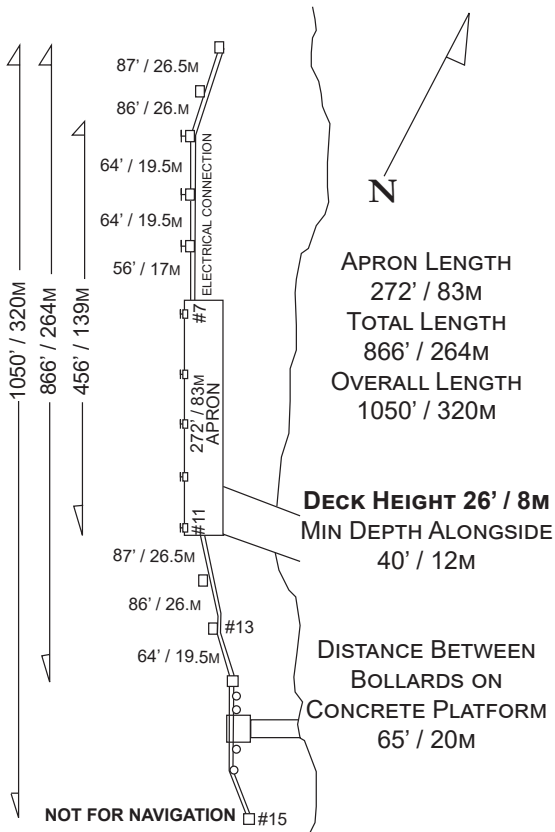 87’ / 26.5M
86’ / 26.M
64’ / 19.5M
64’ / 19.5M
56’ / 17M
ELECTRICAL CONNECTION
1050’ / 320M
866’ / 264M
456’ / 139M
N
APRON LENGTH
272’ / 83M
TOTAL LENGTH
866’ / 264M
OVERALL LENGTH
1050’ / 320M
#7
272’ / 83M
APRON
#11
DECK HEIGHT 26’ / 8M
MIN DEPTH ALONGSIDE
40’ / 12M
87’ / 26.5M
86’ / 26.M
#13
64’ / 19.5M
DISTANCE BETWEEN
BOLLARDS ON
CONCRETE PLATFORM
65’ / 20M
NOT FOR NAVIGATION
#15